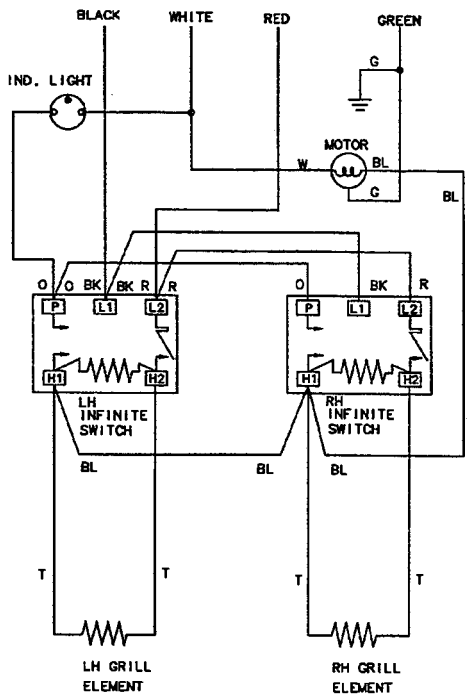 BLACK WHITE RED GREEN
G
IND. LIGHT
MOTOR
W BL
G
BL
O O BK BK R R O BK R
P L1 L2 P L1 L2
H1 H2 H1 H2
LH
INFINITE
SWITCH
RH
INFINITE
SWITCH
BL BL BL
T T T T
LH GRILL
ELEMENT
RH GRILL
ELEMENT